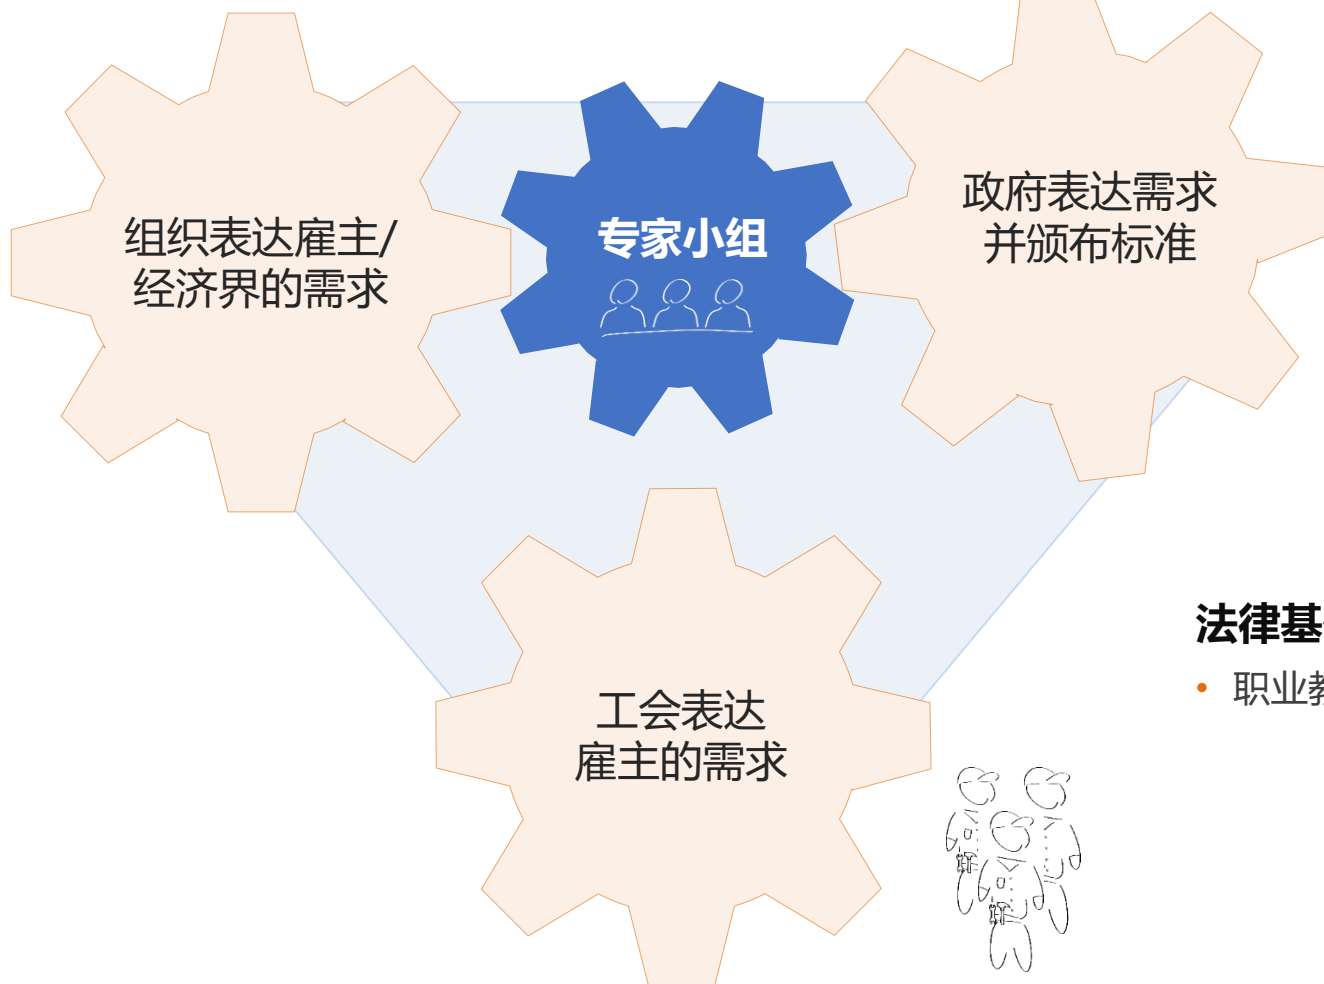 组织表达雇主/
经济界的需求
专家小组
政府表达需求
并颁布标准
工会表达
雇主的需求
法律基
• 职业教